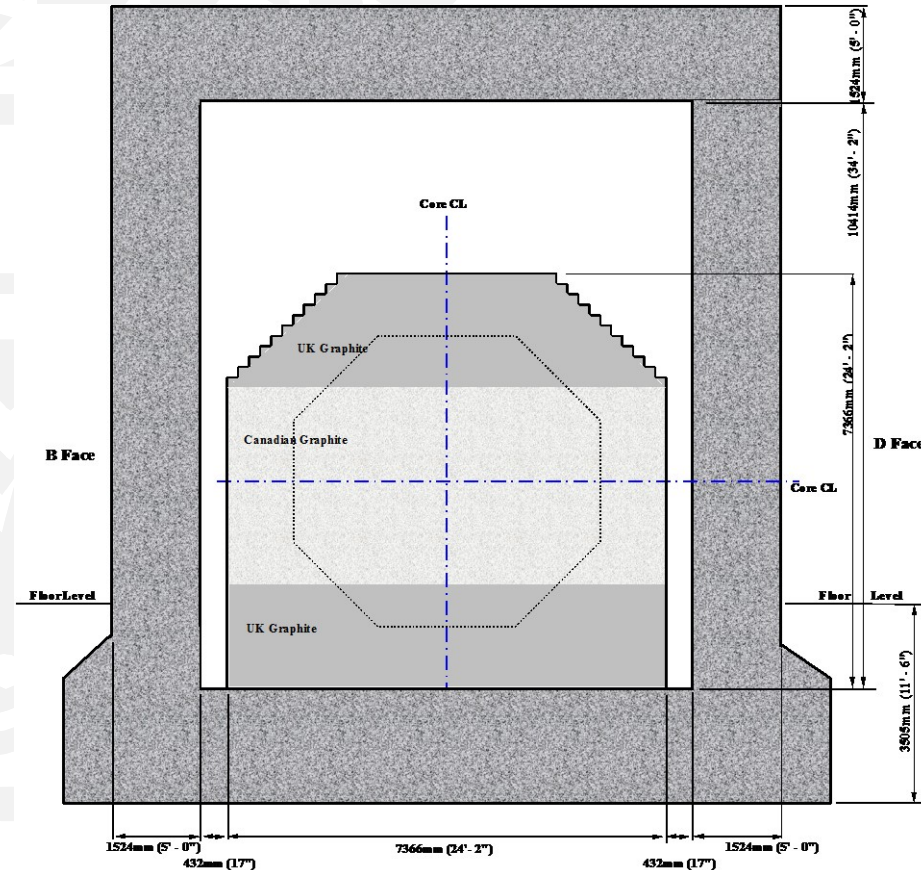 1524mm (5' - 0")
10414mm (34' - 2")
Core CL
7366mm (24' - 2")
UK Graphite
Canadian Graphite
B Face
D Face
Core CL
Floor Level
Floor Level
UK Graphite
3505mm (11' - 6")
1524mm (5' - 0")
432mm (17")
7366mm (24' - 2")
432mm (17")
1524mm (5' - 0")